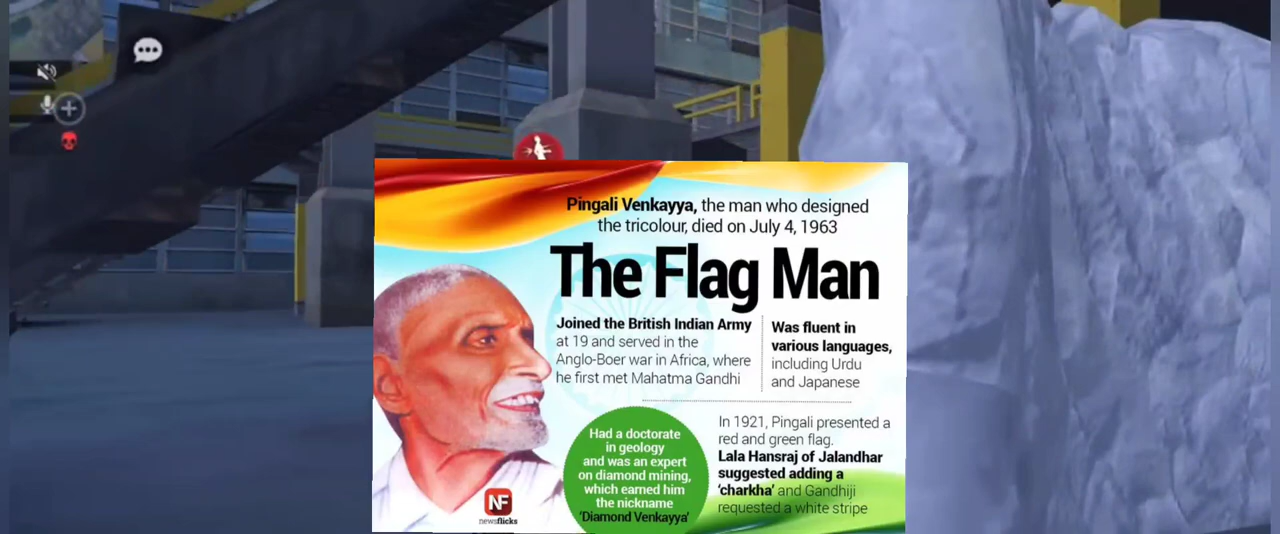 Pingali Venkayya, the man who designed
the tricolour, died on July 4, 1963
The Flag Man
Joined the British Indian Army
at 19 and served in the
Anglo-Boer war in Africa, where
he first met Mahatma Gandhi
Was fluent in
various languages,
including Urdu
and Japanese
Had a doctorate
in geology
and was an expert
on diamond mining,
which earned him
the nickname
‘Diamond Venkayya’
In 1921, Pingali presented a
red and green flag.
Lala Hansraj of Jalandhar
suggested adding a
‘charkha’ and Gandhiji
requested a white stripe
NF
newsflicks